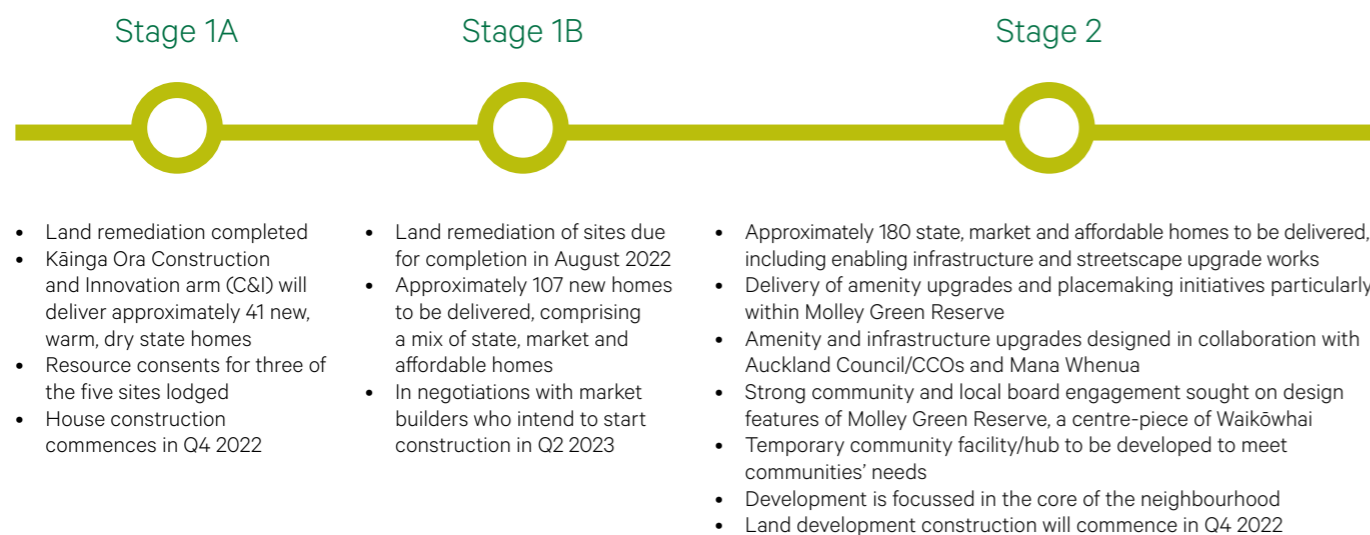 Stage 1A
Stage 1B
Stage 2
• Land remediation completed
• Kāinga Ora Construction
and Innovation arm (C&I) will
deliver approximately 41 new,
warm, dry state homes
• Resource consents for three of
the five sites lodged
• House construction
commences in Q4 2022
• Land remediation of sites due
for completion in August 2022
• Approximately 107 new homes
to be delivered, comprising
a mix of state, market and
affordable homes
• In negotiations with market
builders who intend to start
construction in Q2 2023
• Approximately 180 state, market and affordable homes to be delivered,
including enabling infrastructure and streetscape upgrade works
• Delivery of amenity upgrades and placemaking initiatives particularly
within Molley Green Reserve
• Amenity and infrastructure upgrades designed in collaboration with
Auckland Council/CCOs and Mana Whenua
• Strong community and local board engagement sought on design
features of Molley Green Reserve, a centre-piece of Waikōwhai
• Temporary community facility/hub to be developed to meet
communities’ needs
• Development is focussed in the core of the neighbourhood
• Land development construction will commence in Q4 2022